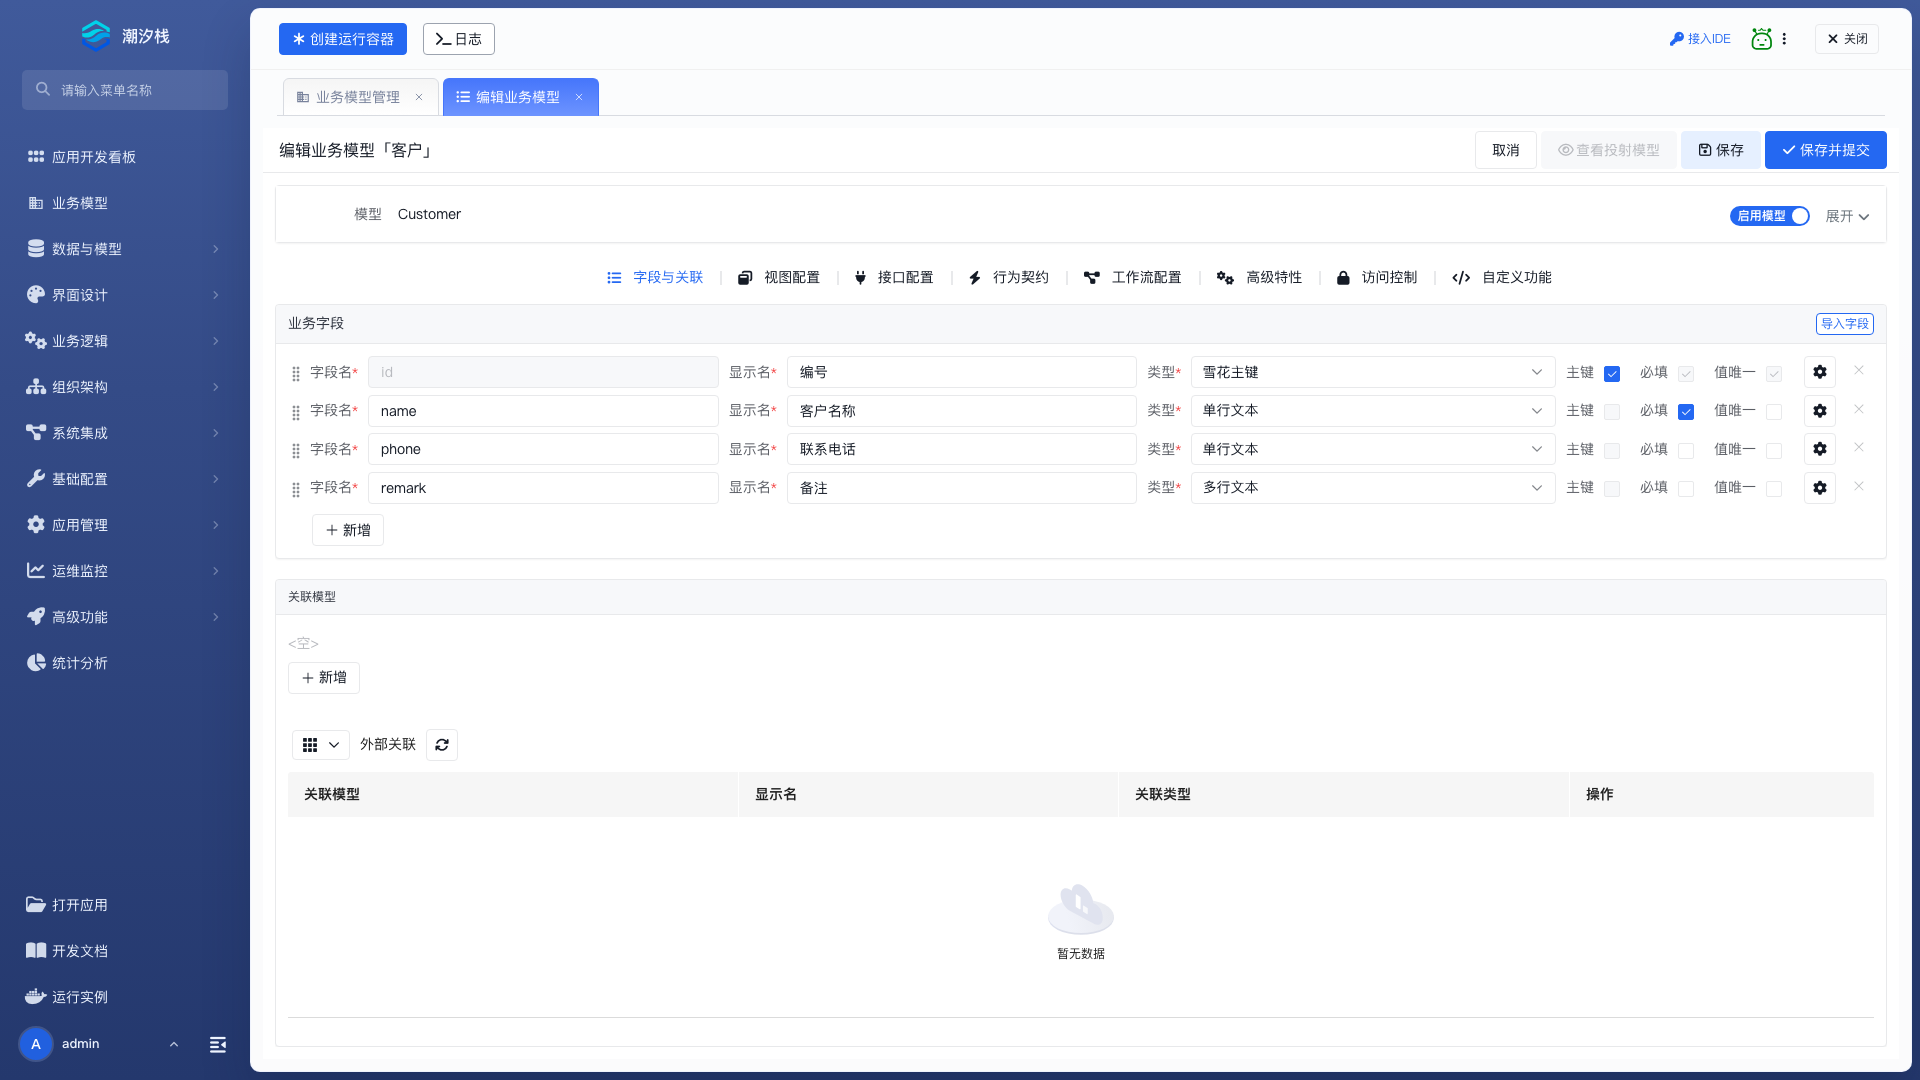 潮汐栈
请输入菜单名称
应用开发看板
业务模型
数据与模型
界面设计
业务逻辑
组织架构
系统集成
基础配置
应用管理
运维监控
高级功能
统计分析
打开应用
开发文档
运行实例
A admin
创建运行容器 日志 接入IDE 关闭
业务模型管理 编辑业务模型
编辑业务模型「客户」 取消 查看投射模型 保存 保存并提交
模型 Customer 启用模型 展开
字段与关联 视图配置 接口配置 行为契约 工作流配置 高级特性 访问控制 自定义功能
业务字段 导入字段
字段名* id 显示名* 编号 类型* 雪花主键 主键 必填 值唯一
字段名* name 显示名* 客户名称 类型* 单行文本 主键 必填 值唯一
字段名* phone 显示名* 联系电话 类型* 单行文本 主键 必填 值唯一
字段名* remark 显示名* 备注 类型* 多行文本 主键 必填 值唯一
新增
关联模型
<空>
新增
外部关联
关联模型 显示名 关联类型 操作
暂无数据